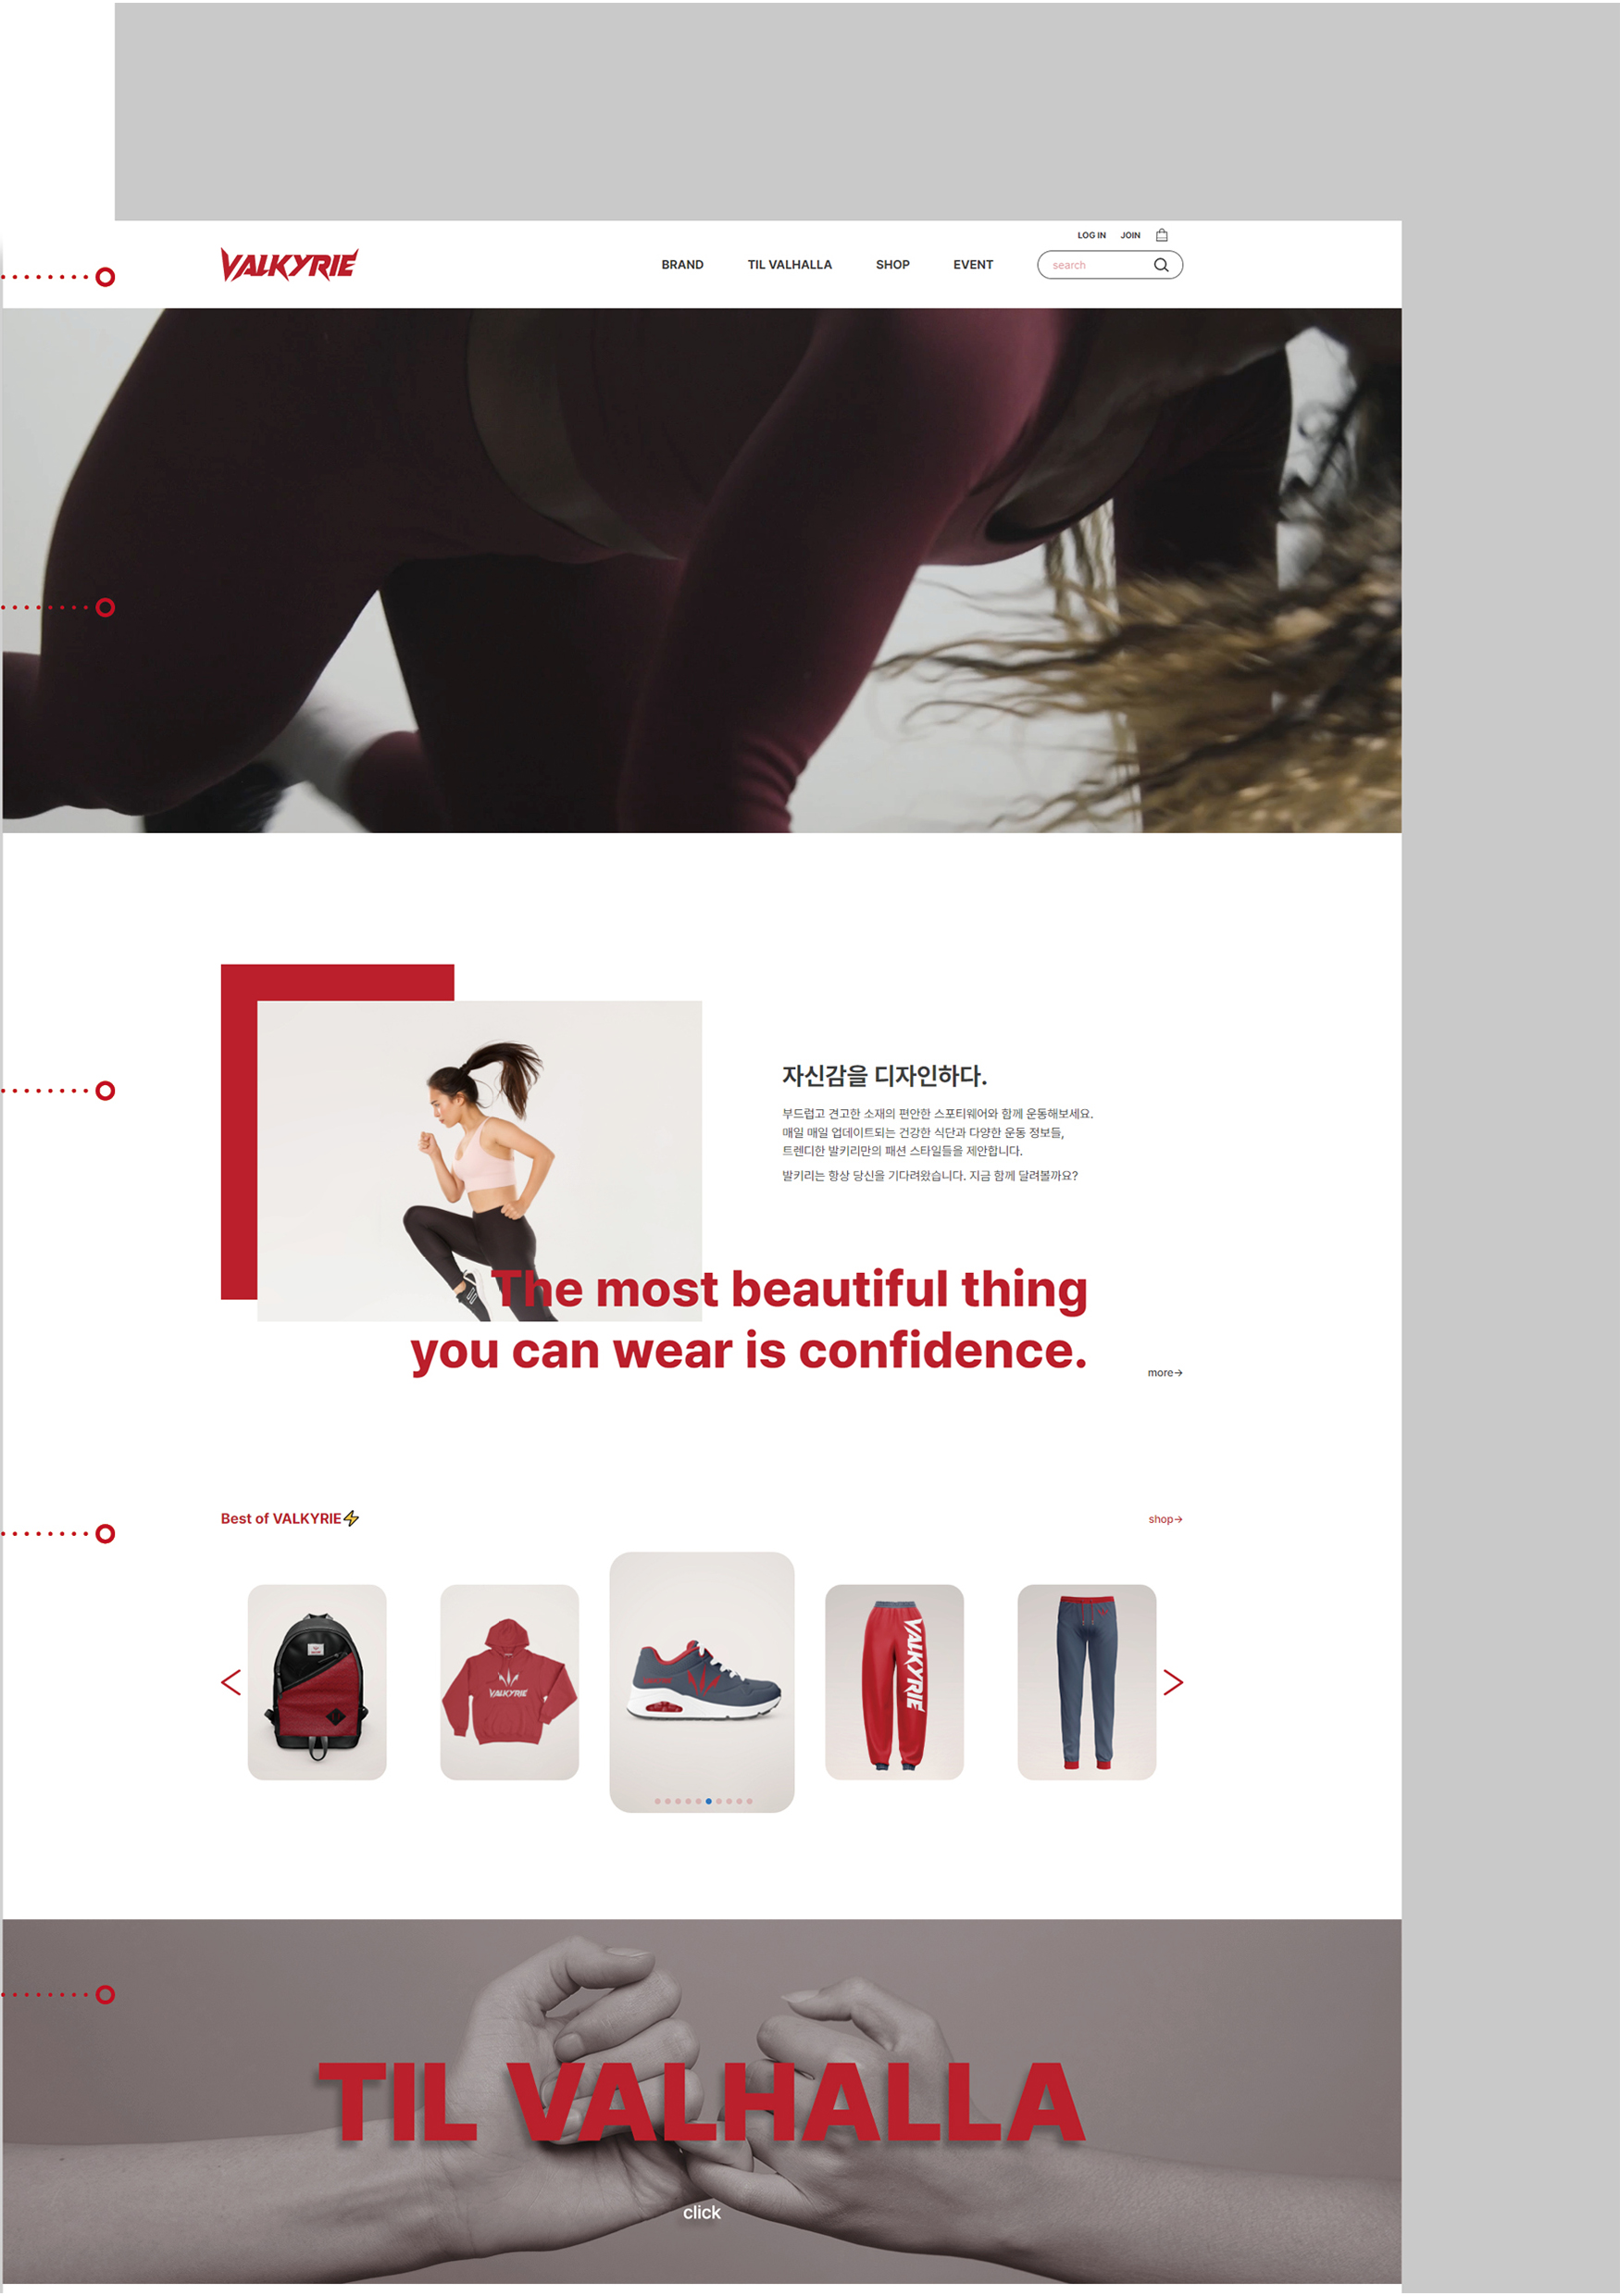 VALKYRIE
LOG IN JOIN
BRAND TIL VALHALLA SHOP EVENT search
자신감을 디자인하다.
부드럽고 견고한 소재의 편안한 스포티웨어와 함께 운동해보세요.
매일 매일 업데이트되는 건강한 식단과 다양한 운동 정보들,
트렌디한 발키리만의 패션 스타일들을 제안합니다.
발키리는 항상 당신을 기다려왔습니다. 지금 함께 달려볼까요?
The most beautiful thing
you can wear is confidence.
more→
Best of VALKYRIE⚡
shop→
VALKYRIE
VALKYRIE
TIL VALHALLA
click